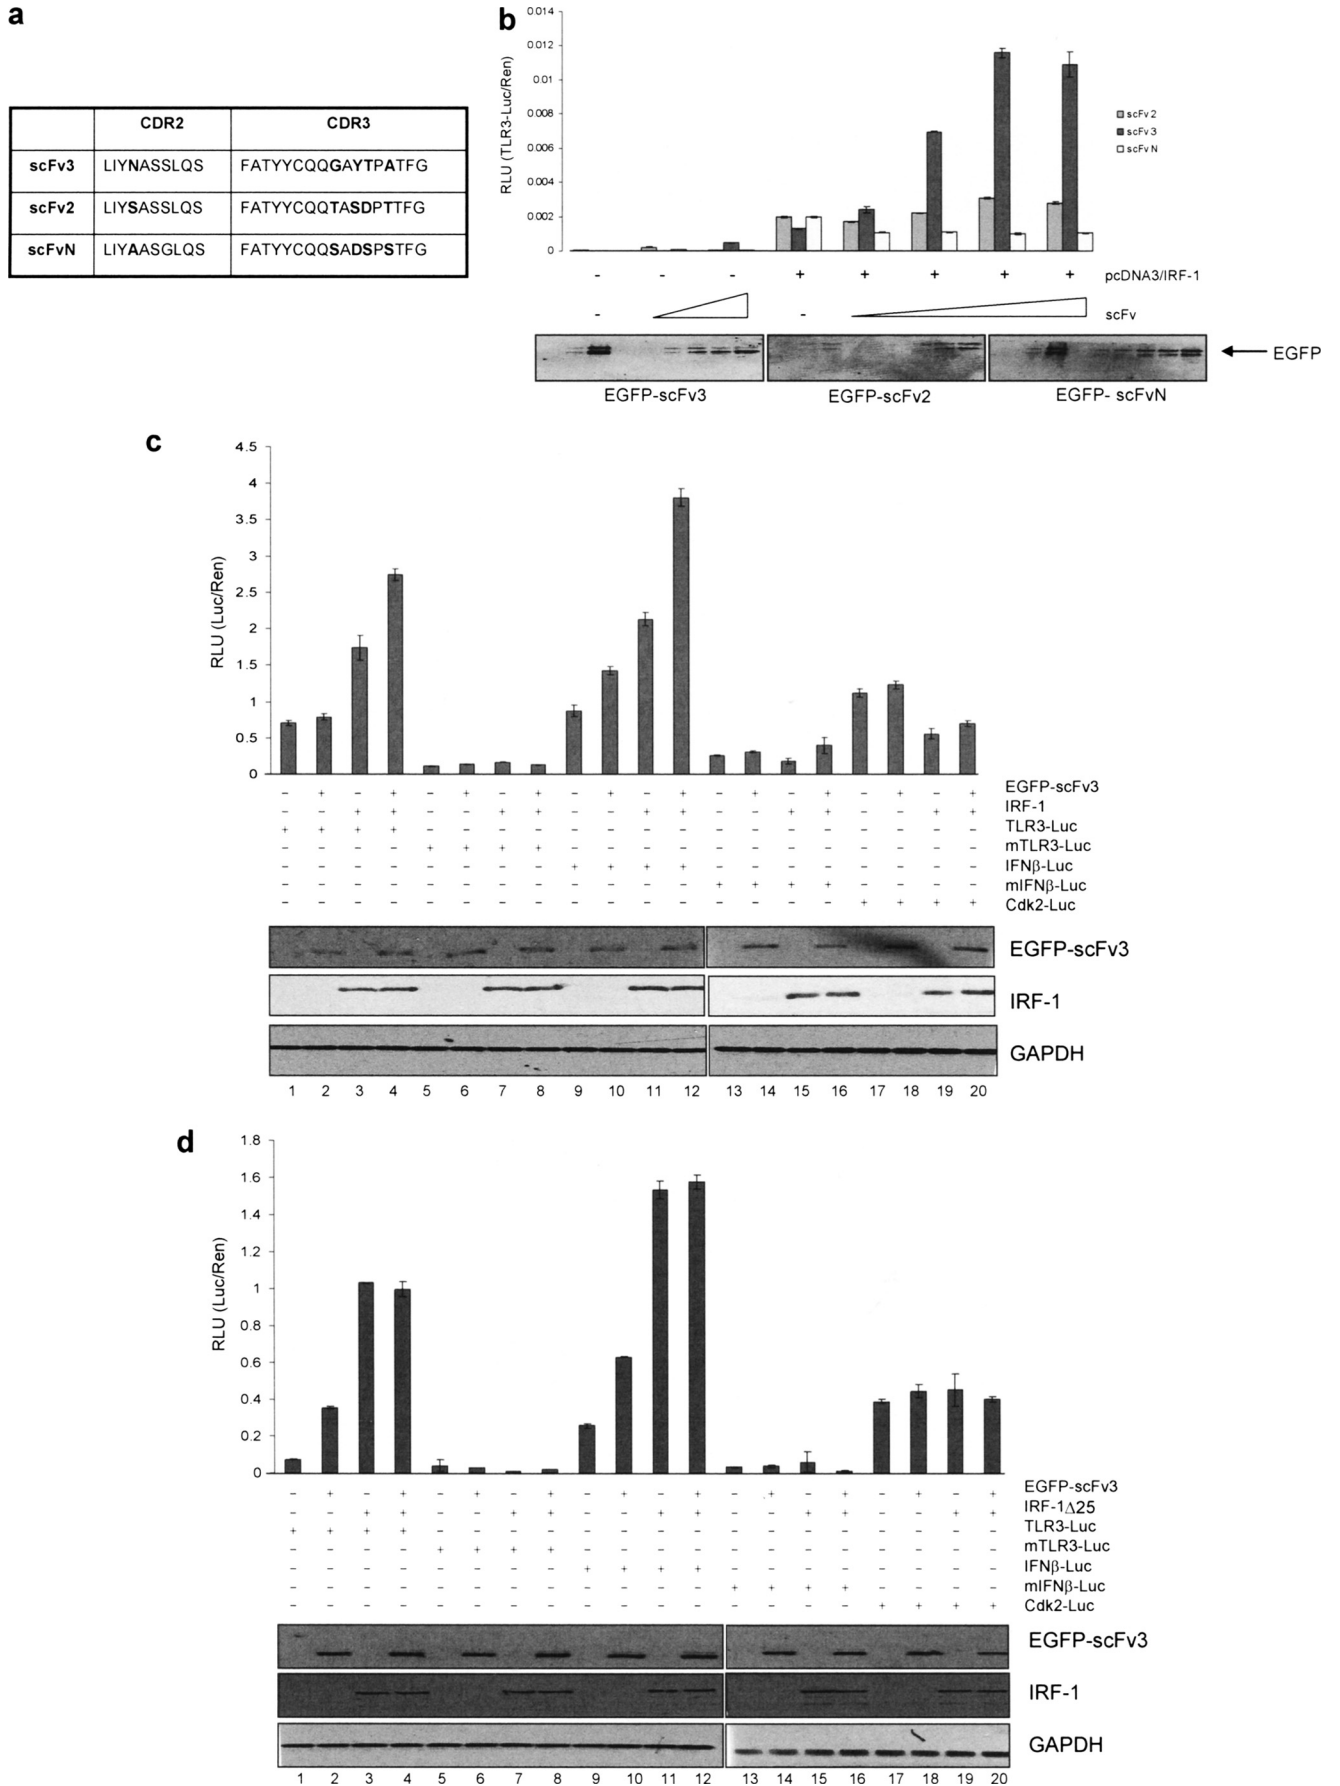 a
CDR2 CDR3
scFv3 LIYNASSLQS FATYYCQQGAYTPATFG
scFv2 LIYSASSLQS FATYYCQQTASDPTTFG
scFvN LIYAASGLQS FATYYCQQSADSPSTFG
b
RLU (TLR3-Luc/Ren)
0.014
0.012
0.01
0.008
0.006
0.004
0.002
0
scFv 2
scFv 3
scFv N
- - - + + + + + pcDNA3/IRF-1
- - scFv
EGFP
EGFP-scFv3 EGFP-scFv2 EGFP- scFvN
c
RLU (Luc/Ren)
4.5
4
3.5
3
2.5
2
1.5
1
0.5
0
– + – + – + – + – + – + – + – + – + – + EGFP-scFv3
– – + + – – + + – – + + – – + + – – + + IRF-1
+ + + + – – – – – – – – – – – – – – – – TLR3-Luc
– – – – + + + + – – – – – – – – – – – – mTLR3-Luc
– – – – – – – – + + + + – – – – – – – – IFNβ-Luc
– – – – – – – – – – – – + + + + – – – – mIFNβ-Luc
– – – – – – – – – – – – – – – – + + + + Cdk2-Luc
EGFP-scFv3
IRF-1
GAPDH
1 2 3 4 5 6 7 8 9 10 11 12 13 14 15 16 17 18 19 20
d
RLU (Luc/Ren)
1.8
1.6
1.4
1.2
1
0.8
0.6
0.4
0.2
0
– + – + – + – + – + – + – + – + – + – + EGFP-scFv3
– – + + – – + + – – + + – – + + – – + + IRF-1Δ25
+ + + + – – – – – – – – – – – – – – – – TLR3-Luc
– – – – + + + + – – – – – – – – – – – – mTLR3-Luc
– – – – – – – – + + + + – – – – – – – – IFNβ-Luc
– – – – – – – – – – – – + + + + – – – – mIFNβ-Luc
– – – – – – – – – – – – – – – – + + + + Cdk2-Luc
EGFP-scFv3
IRF-1
GAPDH
1 2 3 4 5 6 7 8 9 10 11 12 13 14 15 16 17 18 19 20